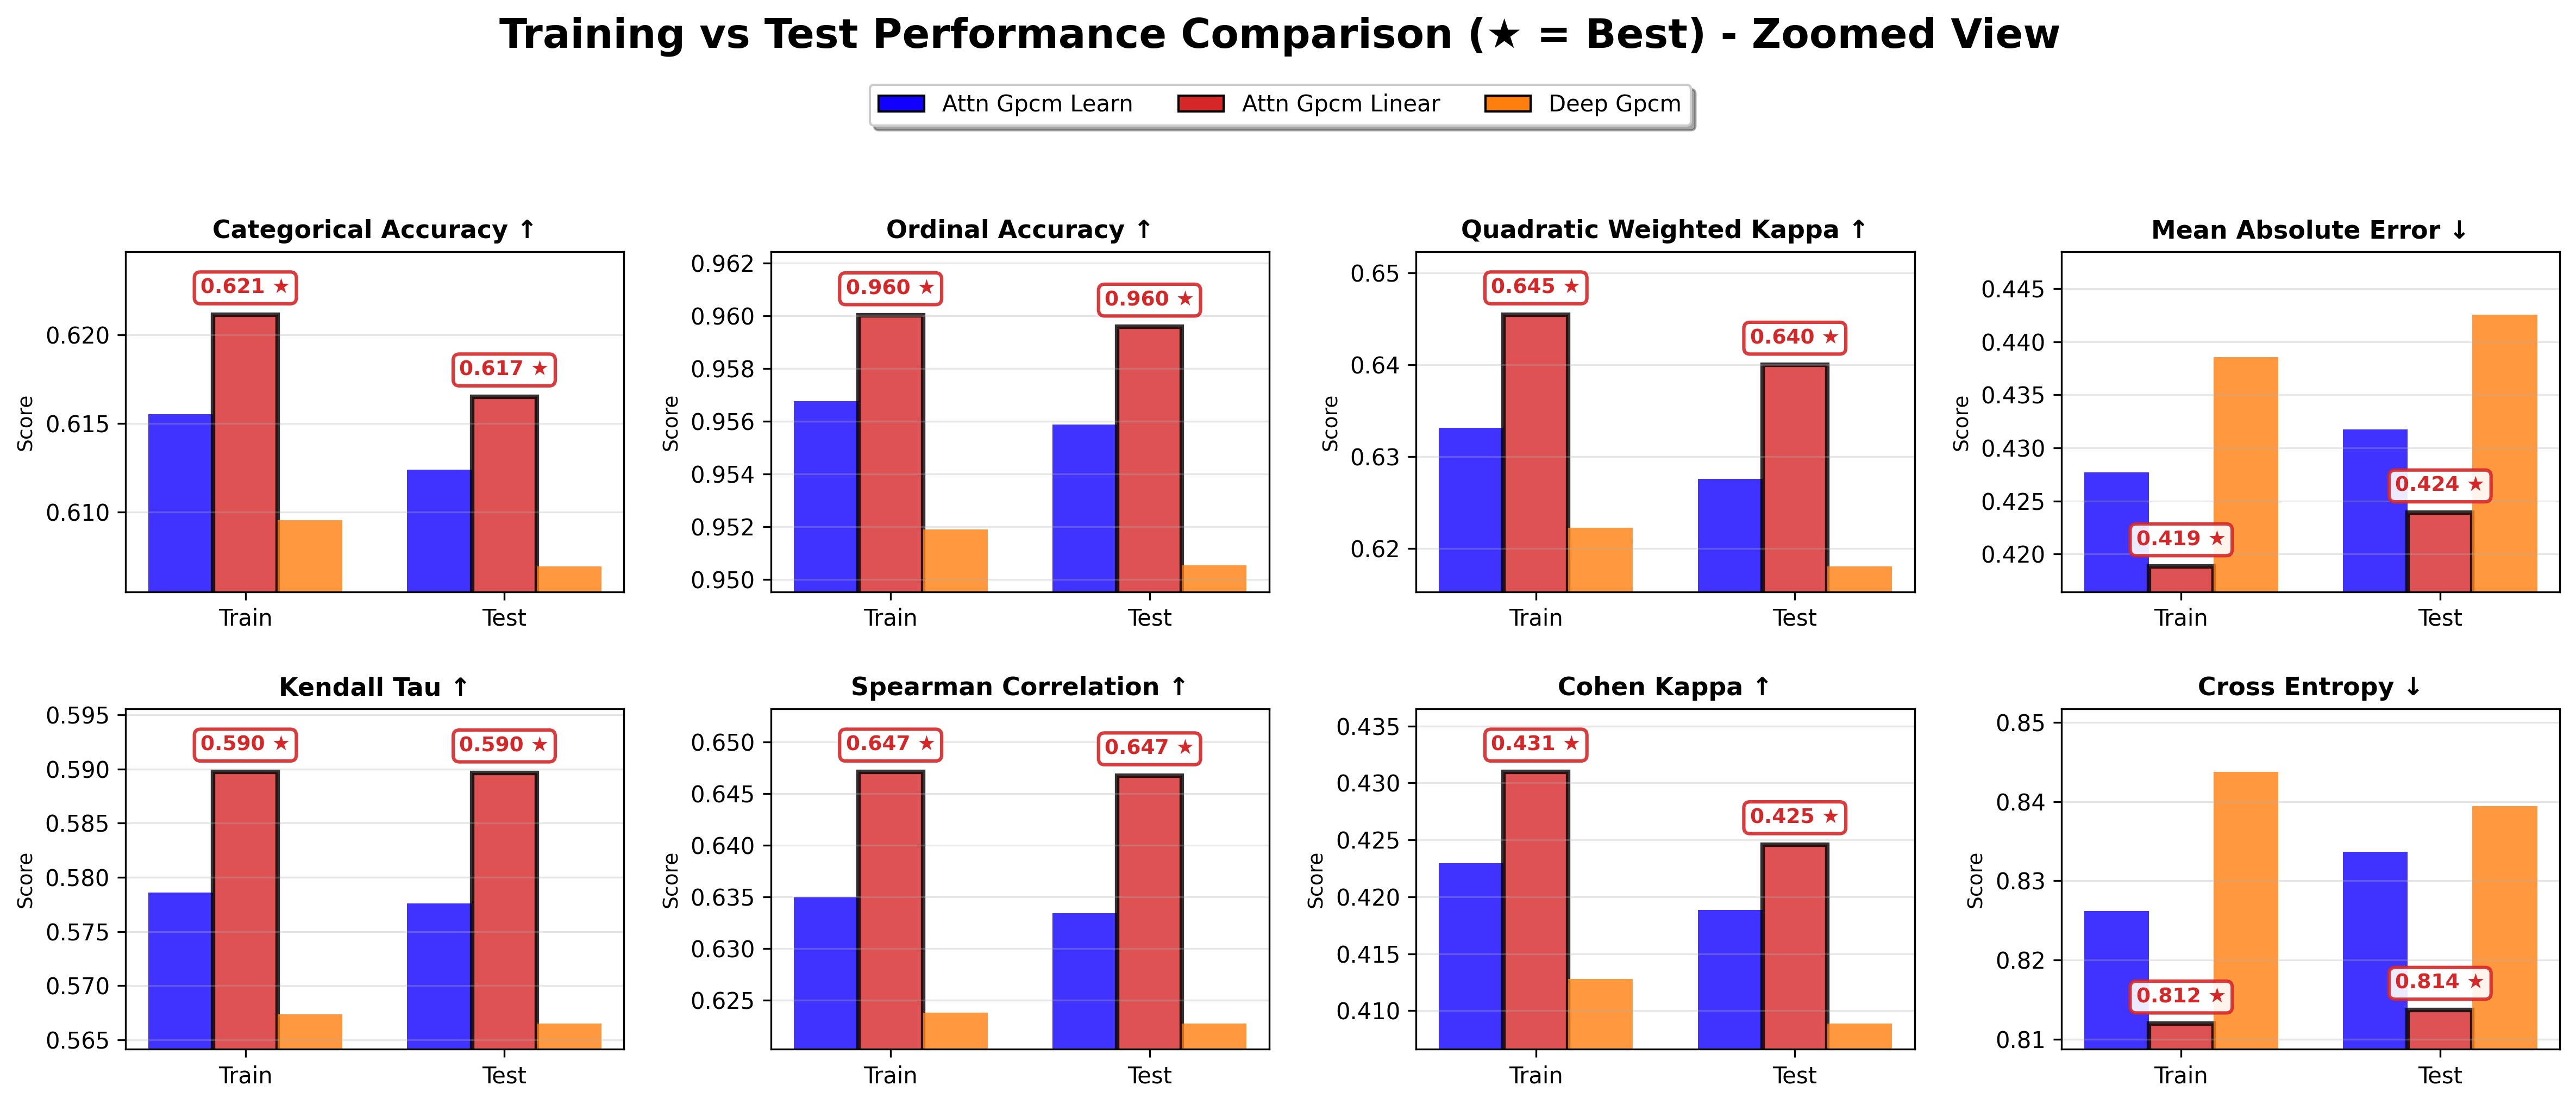 Training vs Test Performance Comparison (★ = Best) - Zoomed View
Attn Gpcm Learn Attn Gpcm Linear Deep Gpcm
Categorical Accuracy ↑
Score
0.620
0.615
0.610
0.621 ★
0.617 ★
Train Test
Ordinal Accuracy ↑
Score
0.962
0.960
0.958
0.956
0.954
0.952
0.950
0.960 ★
0.960 ★
Train Test
Quadratic Weighted Kappa ↑
Score
0.65
0.64
0.63
0.62
0.645 ★
0.640 ★
Train Test
Mean Absolute Error ↓
Score
0.445
0.440
0.435
0.430
0.425
0.420
0.419 ★
0.424 ★
Train Test
Kendall Tau ↑
Score
0.595
0.590
0.585
0.580
0.575
0.570
0.565
0.590 ★
0.590 ★
Train Test
Spearman Correlation ↑
Score
0.650
0.645
0.640
0.635
0.630
0.625
0.647 ★
0.647 ★
Train Test
Cohen Kappa ↑
Score
0.435
0.430
0.425
0.420
0.415
0.410
0.431 ★
0.425 ★
Train Test
Cross Entropy ↓
Score
0.85
0.84
0.83
0.82
0.81
0.812 ★
0.814 ★
Train Test